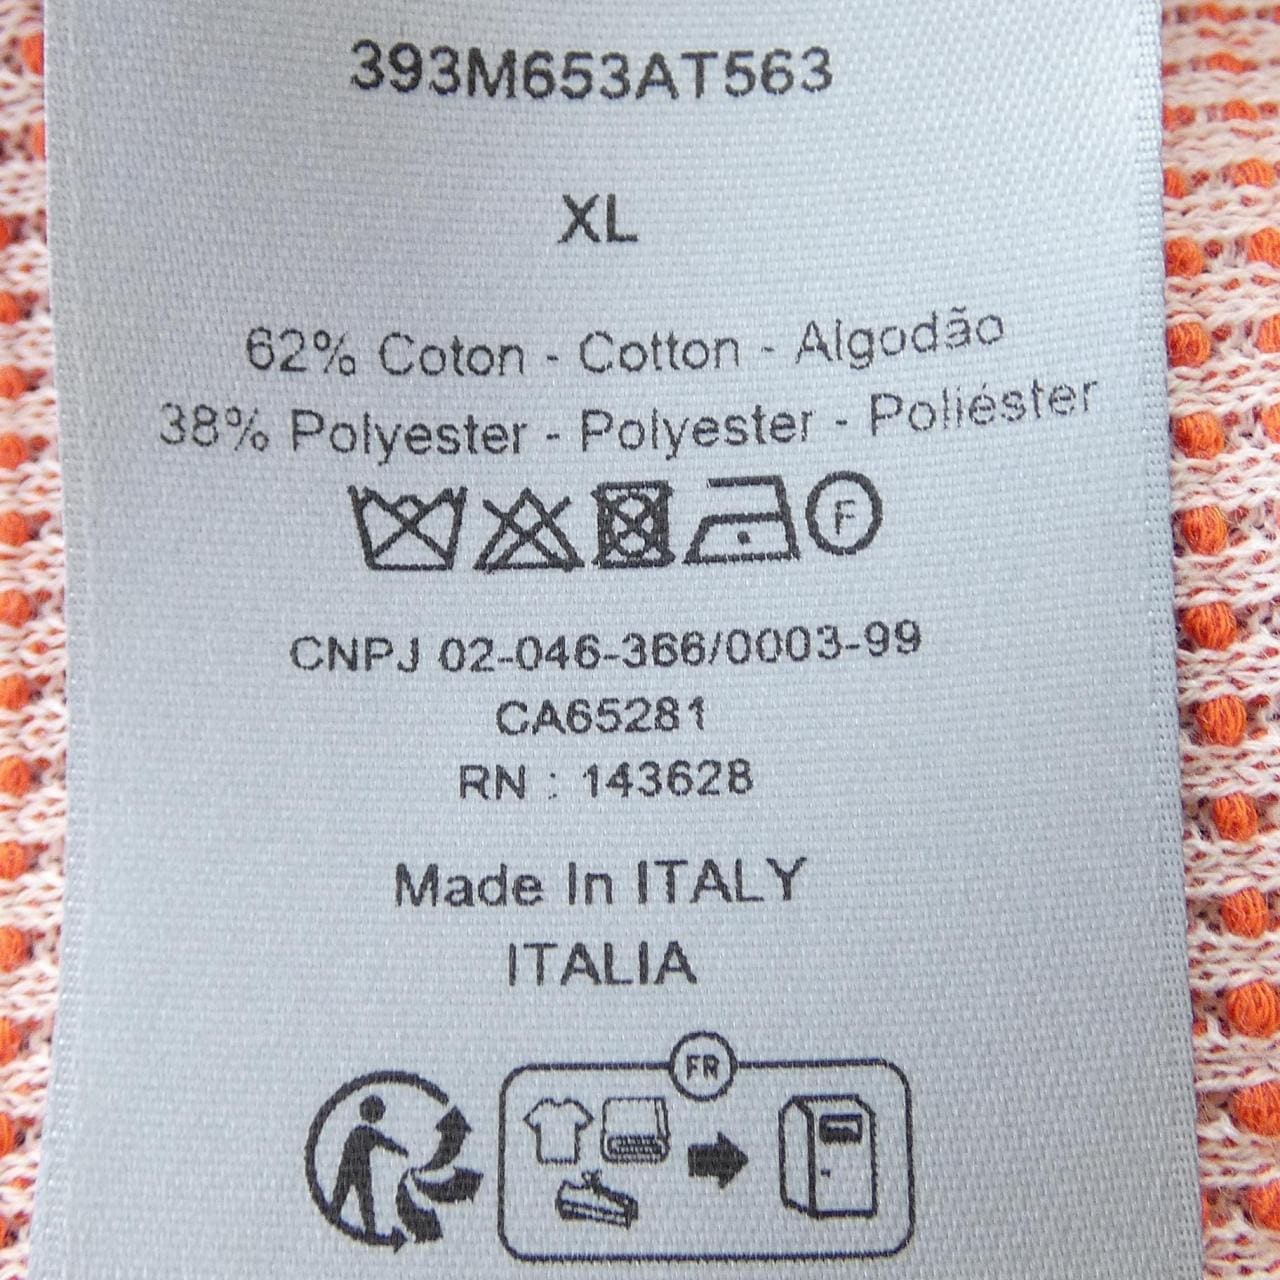 393M653AT563
XL
62% Coton - Cotton - Algodão
38% Polyester - Polyester - Poliéster
F
CNPJ 02-046-366/0003-99
CA65281
RN : 143628
Made In ITALY
ITALIA
FR